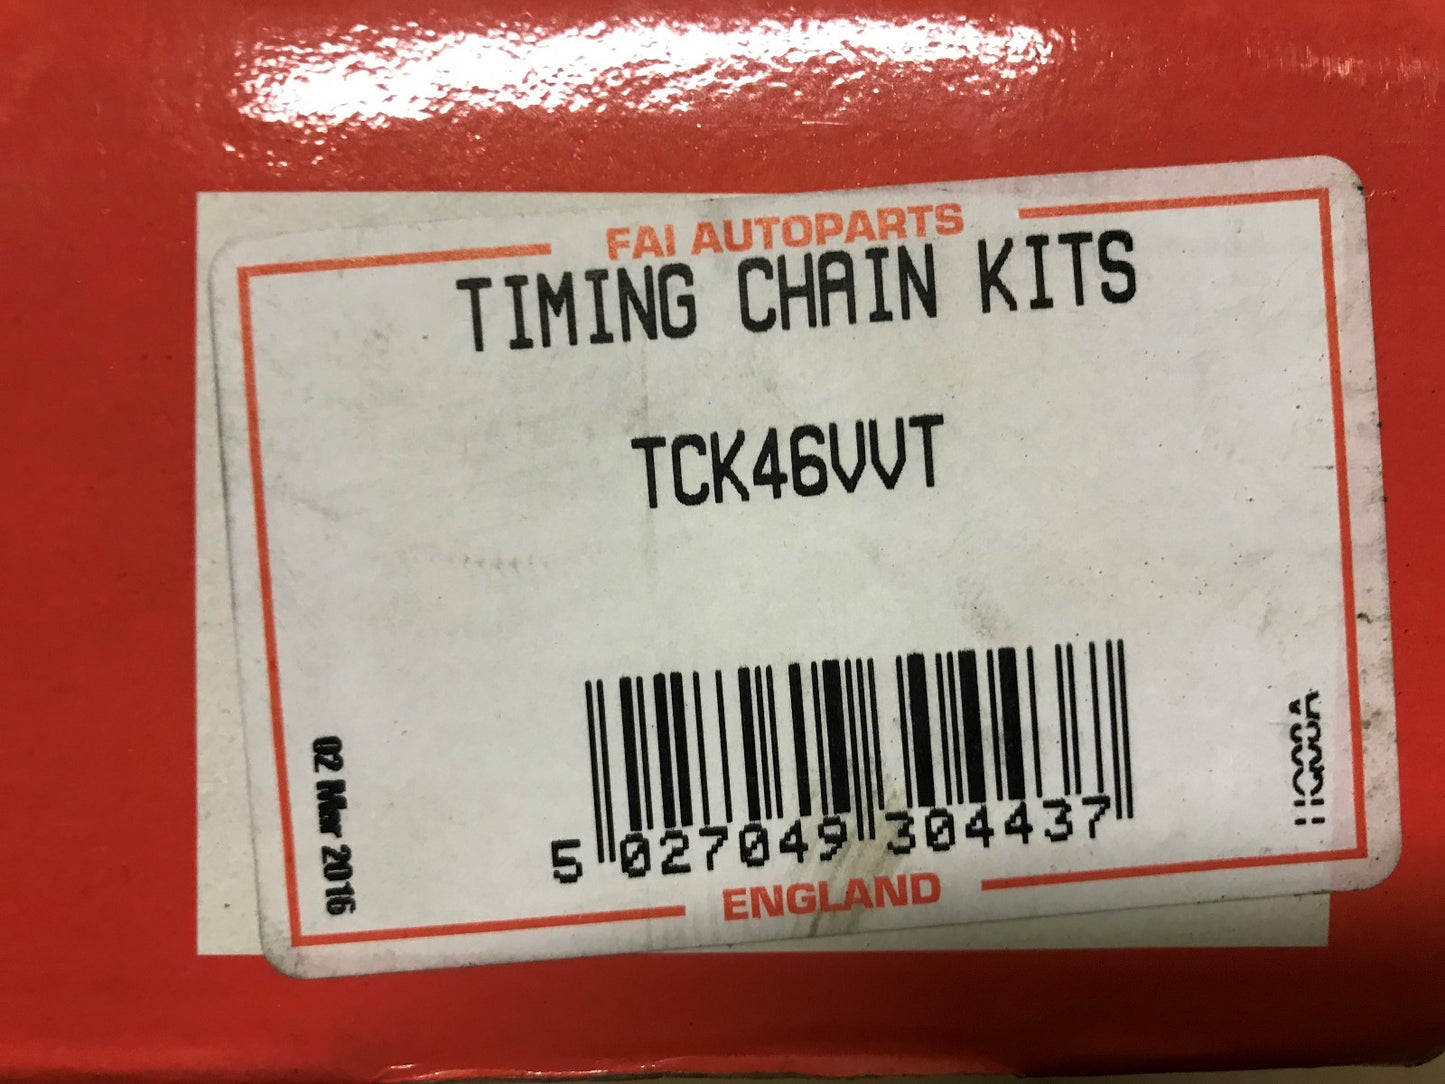 FAI AUTOPARTS
TIMING CHAIN KITS
TCK46VVT
5 027049 304437
ENGLAND
02 Mar 2016